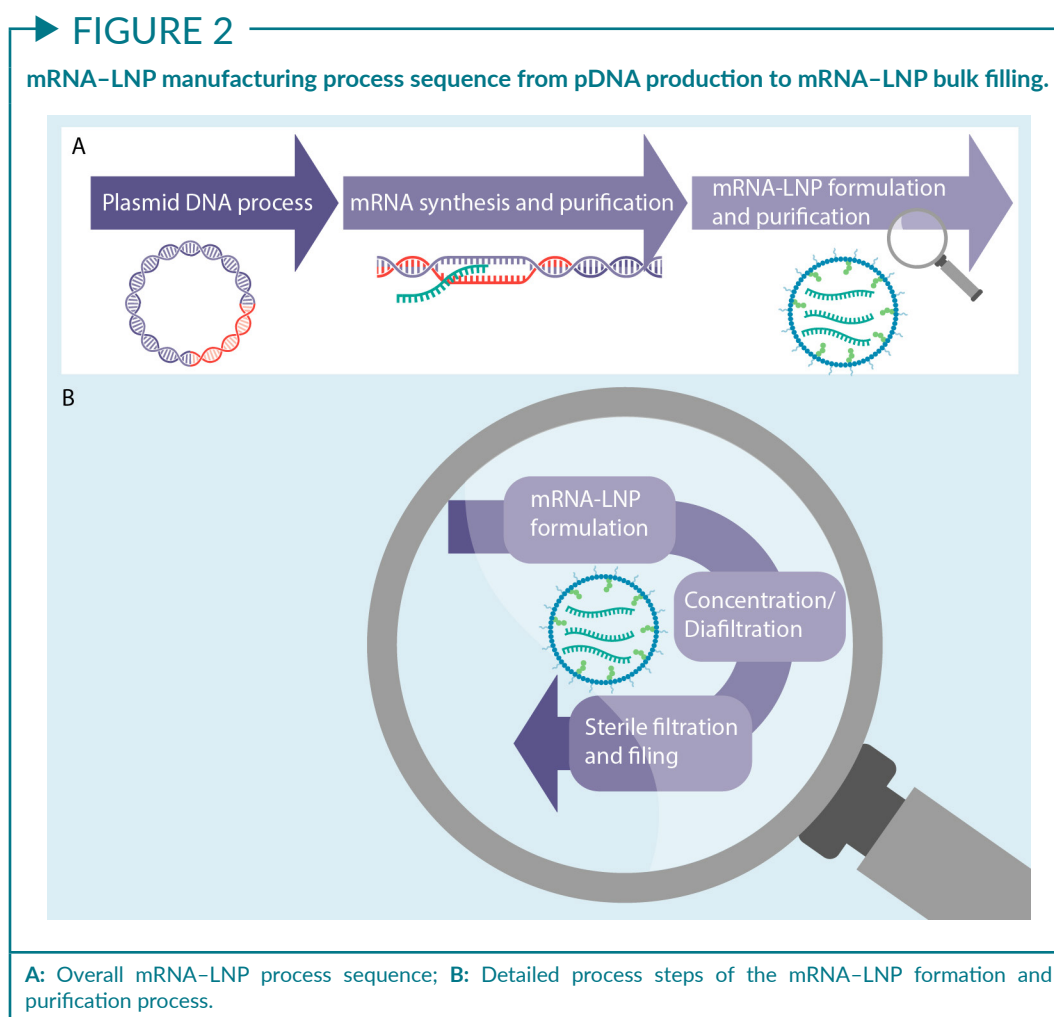 FIGURE 2
mRNA–LNP manufacturing process sequence from pDNA production to mRNA–LNP bulk filling.
A
Plasmid DNA process
mRNA synthesis and purification
mRNA-LNP formulation
and purification
B
mRNA-LNP
formulation
Concentration/
Diafiltration
Sterile filtration
and filing
A: Overall mRNA–LNP process sequence; B: Detailed process steps of the mRNA–LNP formation and
purification process.